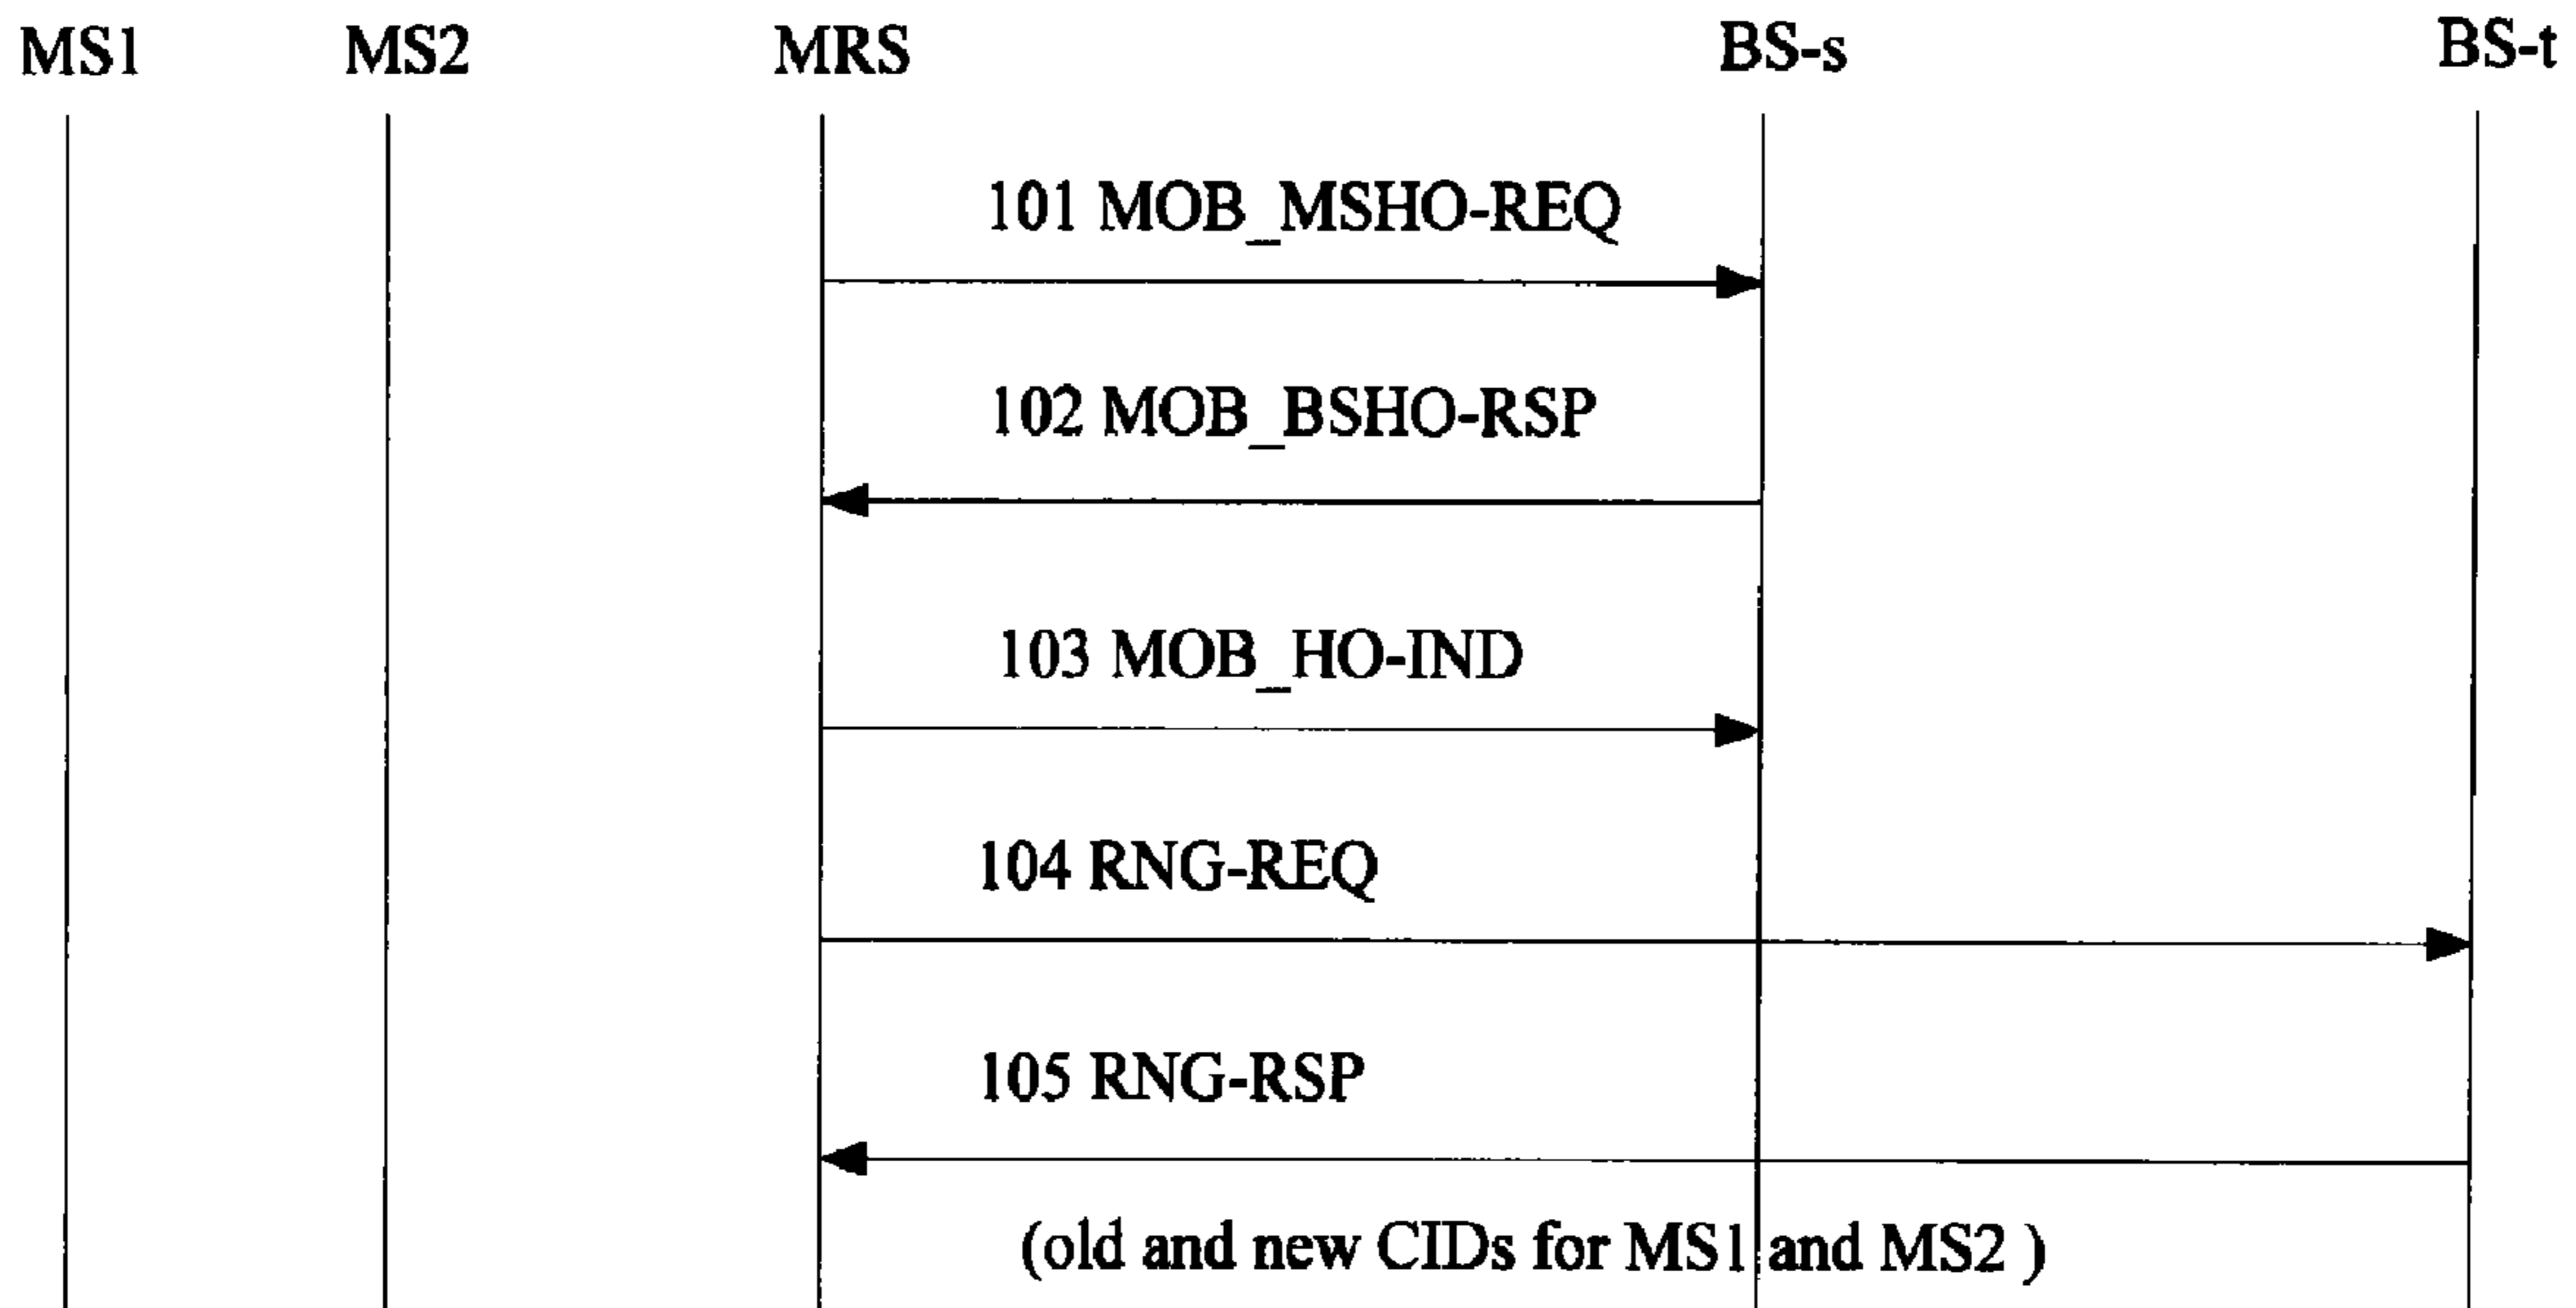 MS1 MS2 MRS BS-s BS-t
101 MOB_MSHO-REQ
102 MOB_BSHO-RSP
103 MOB_HO-IND
104 RNG-REQ
105 RNG-RSP
(old and new CIDs for MS1 and MS2 )